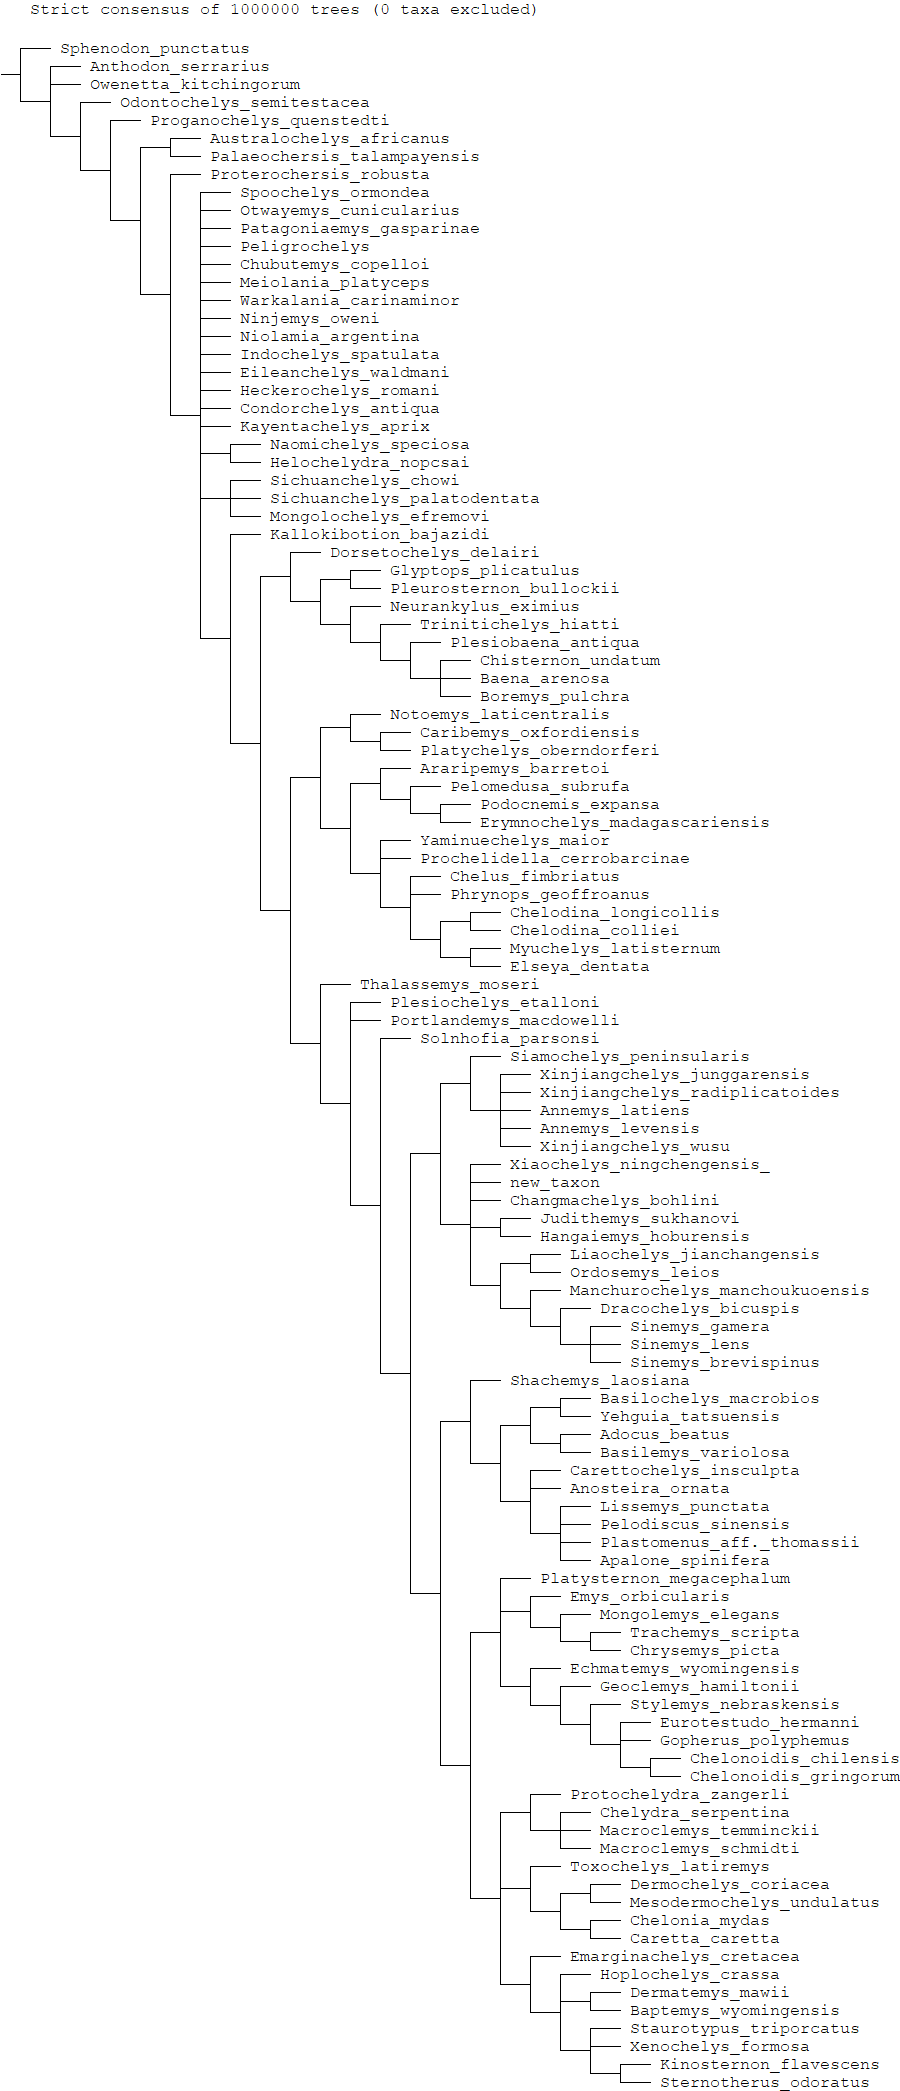 Strict consensus of 1000000 trees (0 taxa excluded)
Sphenodon_punctatus
Anthodon_serrarius
Owenetta_kitchingorum
Odontochelys_semitestacea
Proganochelys_quenstedti
Australochelys_africanus
Palaeochersis_talampayensis
Proterochersis_robusta
Spoochelys_ormondea
Otwayemys_cunicularius
Patagoniaemys_gasparinae
Peligrochelys
Chubutemys_copelloi
Meiolania_platyceps
Warkalania_carinaminor
Ninjemys_oweni
Niolamia_argentina
Indochelys_spatulata
Eileanchelys_waldmani
Heckerochelys_romani
Condorchelys_antiqua
Kayentachelys_aprix
Naomichelys_speciosa
Helochelydra_nopcsai
Sichuanchelys_chowi
Sichuanchelys_palatodentata
Mongolochelys_efremovi
Kallokibotion_bajazidi
Dorsetochelys_delairi
Glyptops_plicatulus
Pleurosternon_bullockii
Neurankylus_eximius
Trinitichelys_hiatti
Plesiobaena_antiqua
Chisternon_undatum
Baena_arenosa
Boremys_pulchra
Notoemys_laticentralis
Caribemys_oxfordiensis
Platychelys_oberndorferi
Araripemys_barretoi
Pelomedusa_subrufa
Podocnemis_expansa
Erymnochelys_madagascariensis
Yaminuechelys_maior
Prochelidella_cerrobarcinae
Chelus_fimbriatus
Phrynops_geoffroanus
Chelodina_longicollis
Chelodina_colliei
Myuchelys_latisternum
Elseya_dentata
Thalassemys_moseri
Plesiochelys_etalloni
Portlandemys_macdowelli
Solnhofia_parsonsi
Siamochelys_peninsularis
Xinjiangchelys_junggarensis
Xinjiangchelys_radiplicatoides
Annemys_latiens
Annemys_levensis
Xinjiangchelys_wusu
Xiaochelys_ningchengensis_
new_taxon
Changmachelys_bohlini
Judithemys_sukhanovi
Hangaiemys_hoburensis
Liaochelys_jianchangensis
Ordosemys_leios
Manchurochelys_manchoukuoensis
Dracochelys_bicuspis
Sinemys_gamera
Sinemys_lens
Sinemys_brevispinus
Shachemys_laosiana
Basilochelys_macrobios
Yehguia_tatsuensis
Adocus_beatus
Basilemys_variolosa
Carettochelys_insculpta
Anosteira_ornata
Lissemys_punctata
Pelodiscus_sinensis
Plastomenus_aff._thomassii
Apalone_spinifera
Platysternon_megacephalum
Emys_orbicularis
Mongolemys_elegans
Trachemys_scripta
Chrysemys_picta
Echmatemys_wyomingensis
Geoclemys_hamiltonii
Stylemys_nebraskensis
Eurotestudo_hermanni
Gopherus_polyphemus
Chelonoidis_chilensis
Chelonoidis_gringorum
Protochelydra_zangerli
Chelydra_serpentina
Macroclemys_temminckii
Macroclemys_schmidti
Toxochelys_latiremys
Dermochelys_coriacea
Mesodermochelys_undulatus
Chelonia_mydas
Caretta_caretta
Emarginachelys_cretacea
Hoplochelys_crassa
Dermatemys_mawii
Baptemys_wyomingensis
Staurotypus_triporcatus
Xenochelys_formosa
Kinosternon_flavescens
Sternotherus_odoratus